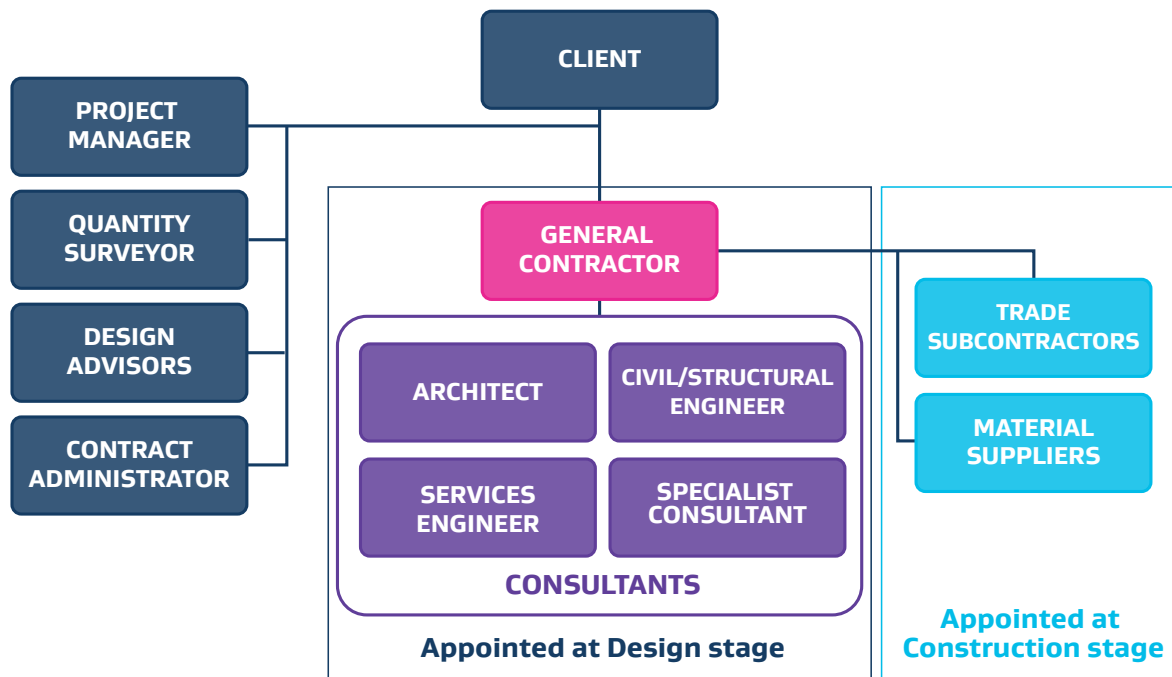 CLIENT
PROJECT
MANAGER
QUANTITY
SURVEYOR
DESIGN
ADVISORS
CONTRACT
ADMINISTRATOR
GENERAL
CONTRACTOR
ARCHITECT
CIVIL/STRUCTURAL
ENGINEER
SERVICES
ENGINEER
SPECIALIST
CONSULTANT
CONSULTANTS
Appointed at Design stage
TRADE
SUBCONTRACTORS
MATERIAL
SUPPLIERS
Appointed at
Construction stage